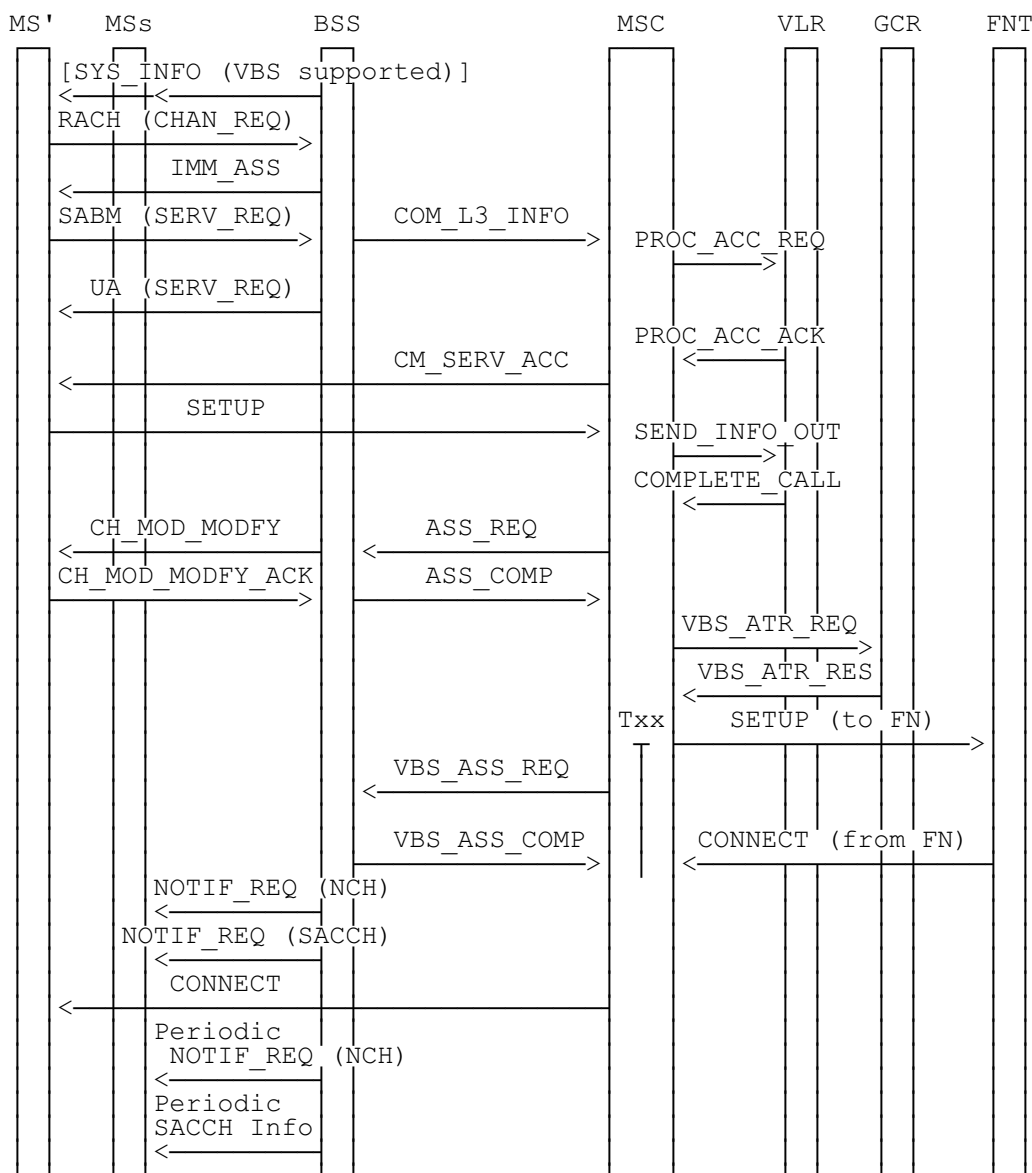 MS' MSs BSS MSC VLR GCR FNT
[SYS_INFO (VBS supported)]
RACH (CHAN_REQ)
IMM_ASS
SABM (SERV_REQ) COM_L3_INFO
PROC_ACC_REQ
UA (SERV_REQ)
PROC_ACC_ACK
CM_SERV_ACC
SETUP
SEND_INFO_OUT
COMPLETE_CALL
CH_MOD_MODFY ASS_REQ
CH_MOD_MODFY_ACK ASS_COMP
VBS_ATR_REQ
VBS_ATR_RES
Txx SETUP (to FN)
VBS_ASS_REQ
VBS_ASS_COMP CONNECT (from FN)
NOTIF_REQ (NCH)
NOTIF_REQ (SACCH)
CONNECT
Periodic
NOTIF_REQ (NCH)
Periodic
SACCH Info